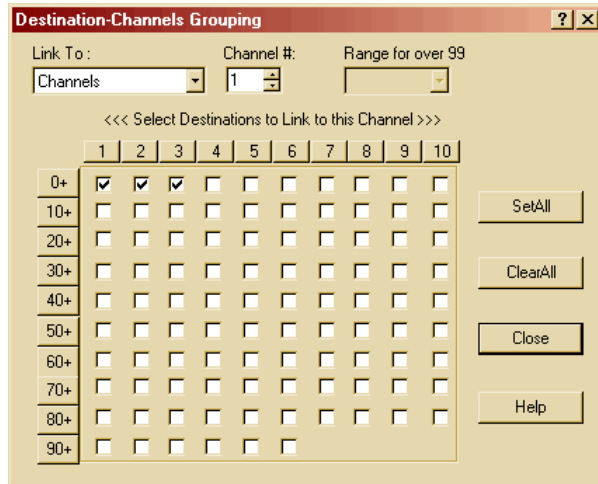 Destination-Channels Grouping ? ×
Link To : Channel #: Range for over 99
Channels 1
<<< Select Destinations to Link to this Channel >>>
1 2 3 4 5 6 7 8 9 10
0+
10+ SetAll
20+
30+ ClearAll
40+
50+ Close
60+
70+
80+ Help
90+